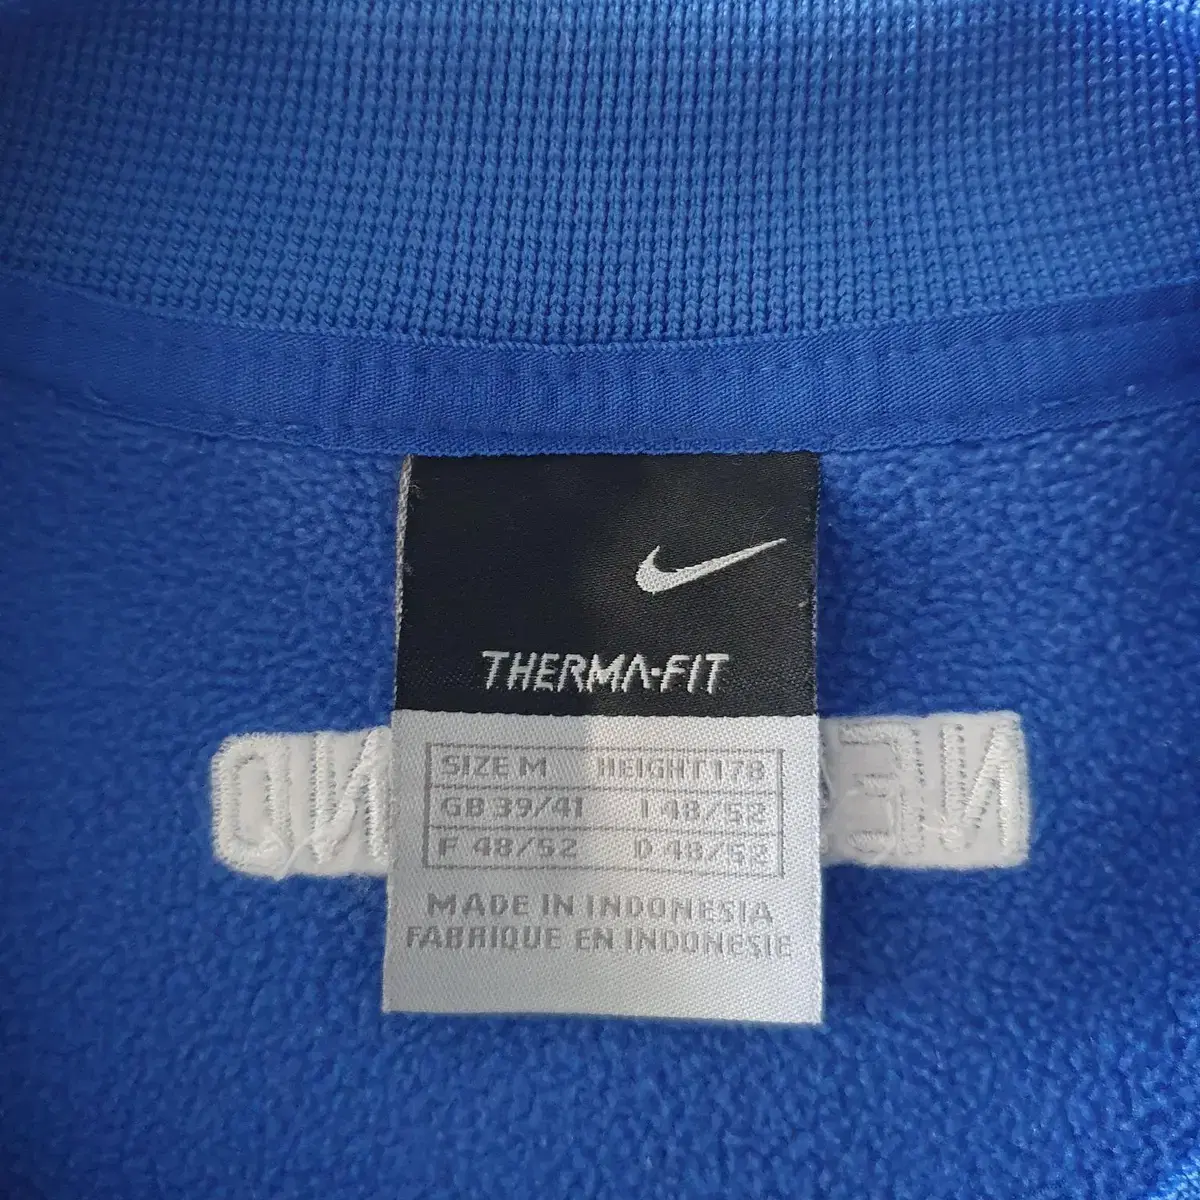 THERMA-FIT
SIZE M HEIGHT 178
GB 39/41 I 48/52
F 48/52 D 48/52
MADE IN INDONESIA
FABRIQUE EN INDONESIE